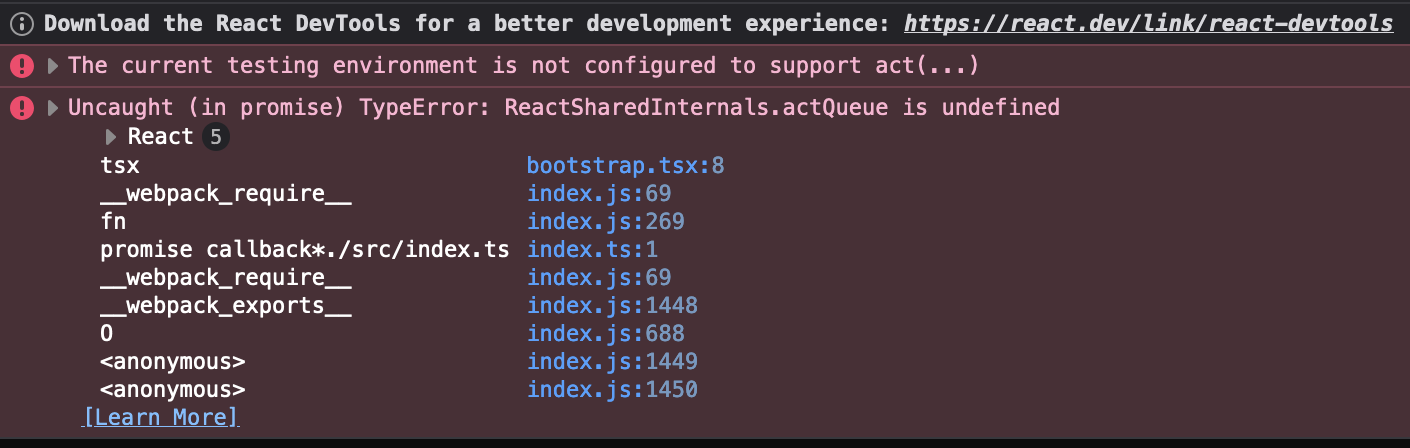 Download the React DevTools for a better development experience: https://react.dev/link/react-devtools
The current testing environment is not configured to support act(...)
Uncaught (in promise) TypeError: ReactSharedInternals.actQueue is undefined
React 5
tsx bootstrap.tsx:8
__webpack_require__ index.js:69
fn index.js:269
promise callback*./src/index.ts index.ts:1
__webpack_require__ index.js:69
__webpack_exports__ index.js:1448
O index.js:688
<anonymous> index.js:1449
<anonymous> index.js:1450
[Learn More]